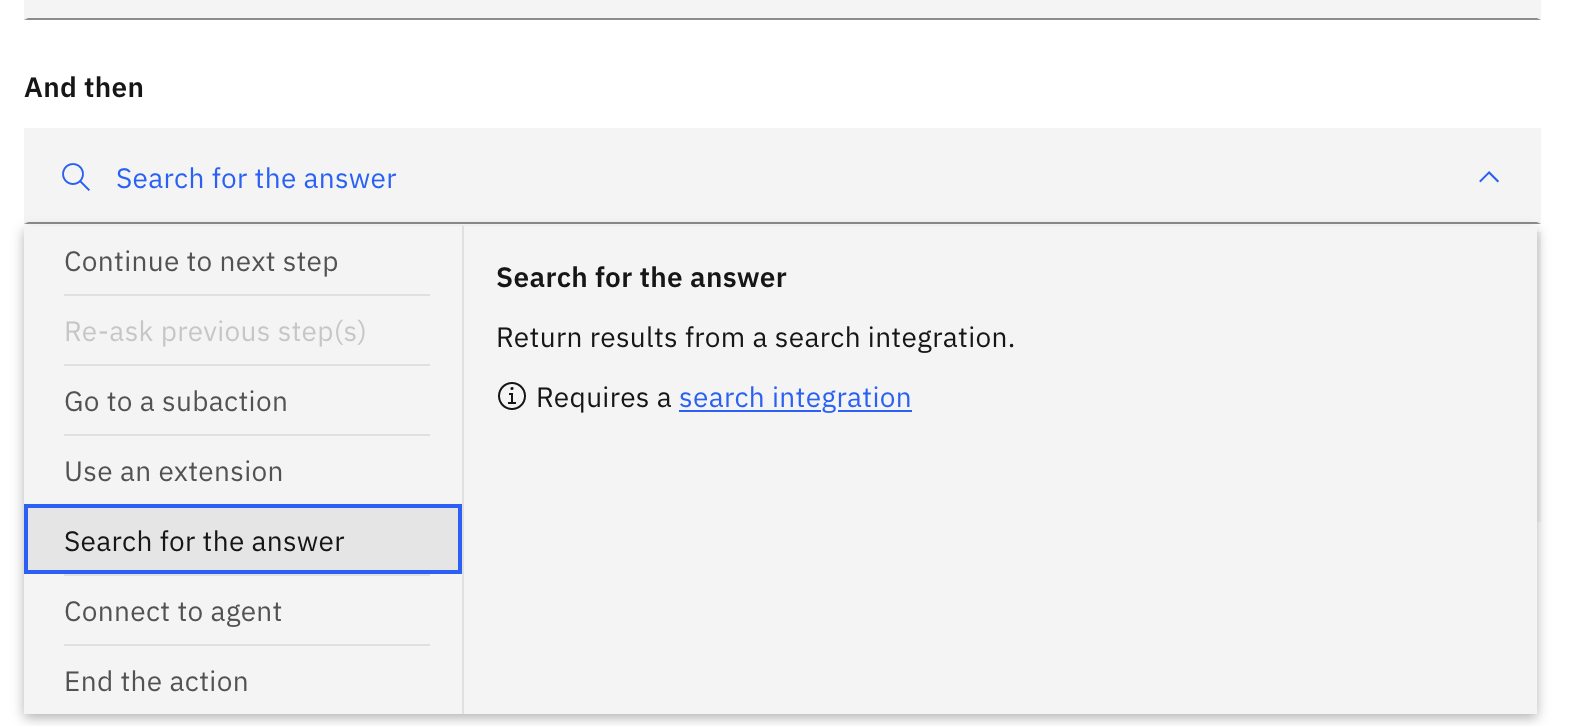 And then
Search for the answer
Continue to next step
Re-ask previous step(s)
Go to a subaction
Use an extension
Search for the answer
Connect to agent
End the action
Search for the answer
Return results from a search integration.
Requires a search integration